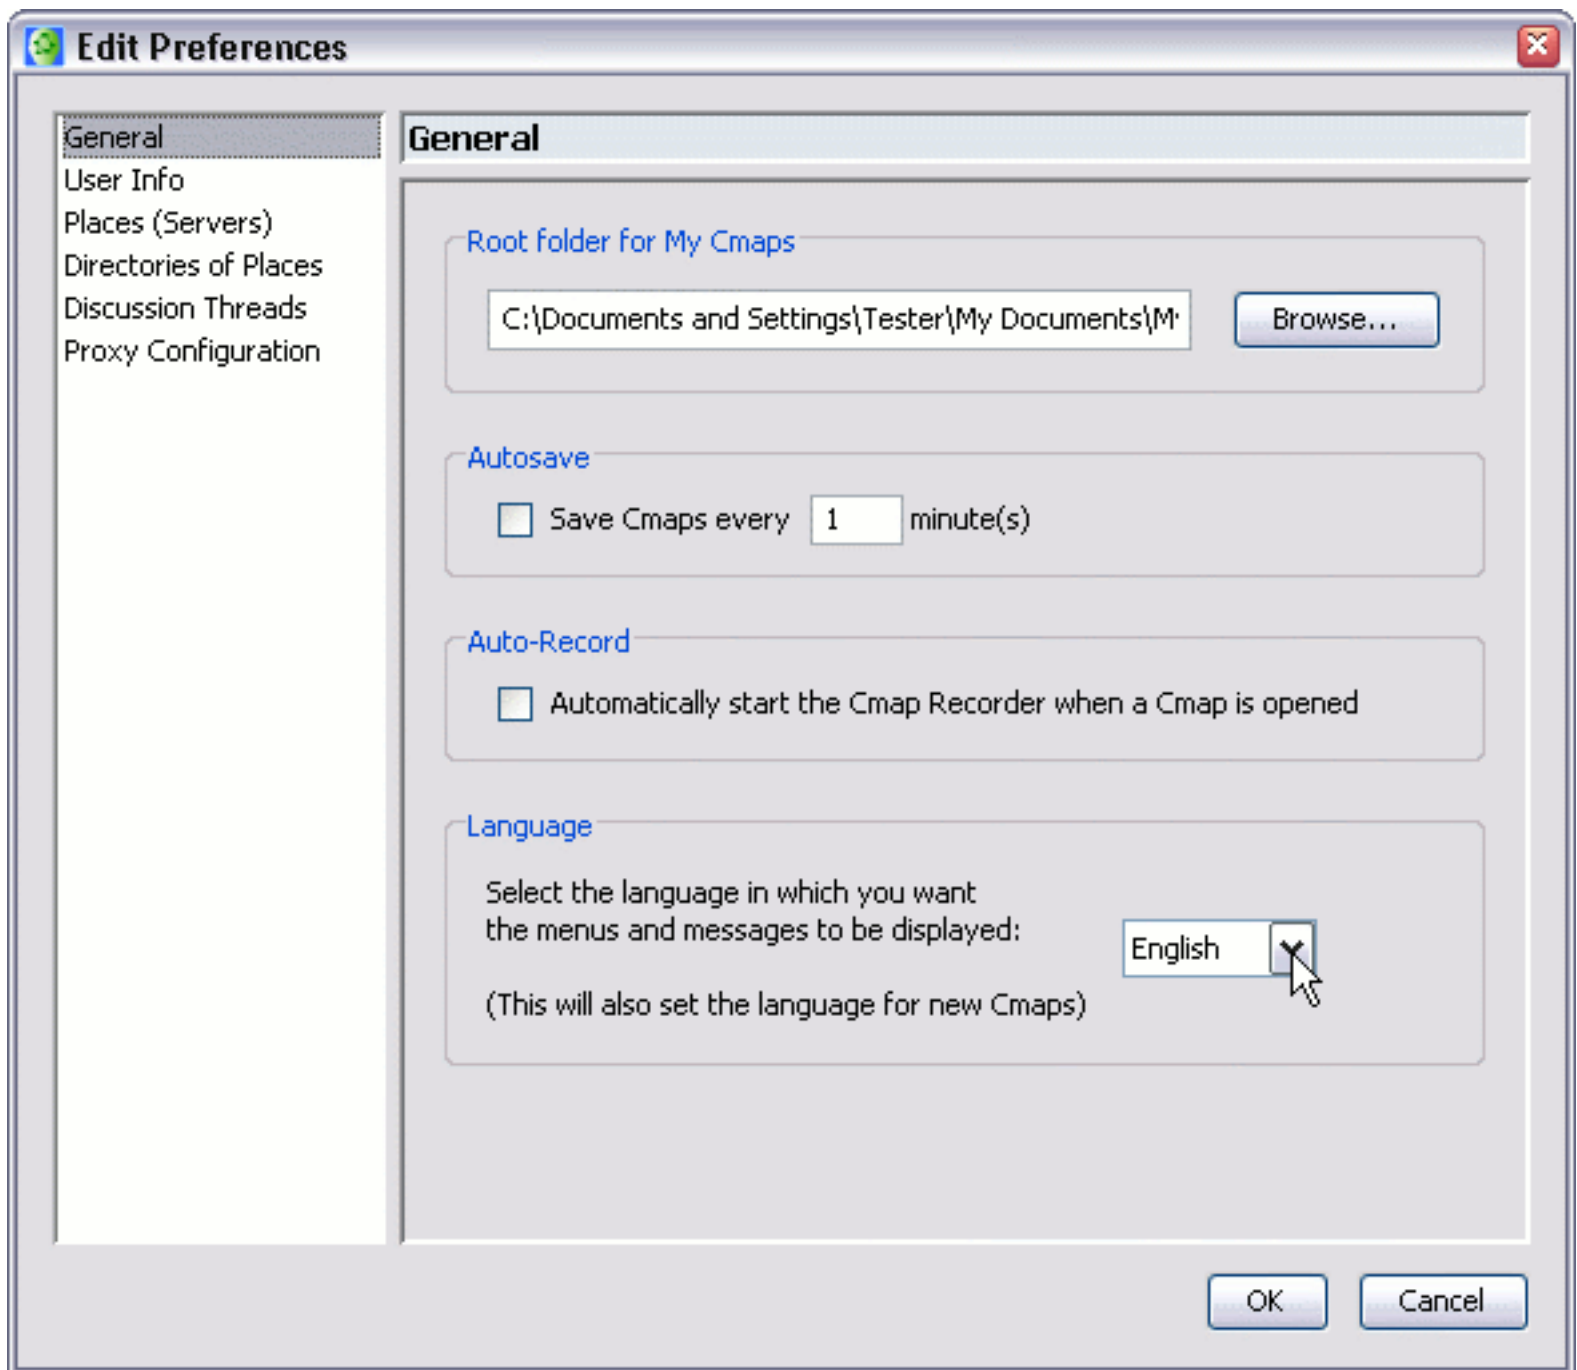 Edit Preferences
General
User Info
Places (Servers)
Directories of Places
Discussion Threads
Proxy Configuration
General
Root folder for My Cmaps
C:\Documents and Settings\Tester\My Documents\M
Browse...
Autosave
Save Cmaps every 1 minute(s)
Auto-Record
Automatically start the Cmap Recorder when a Cmap is opened
Language
Select the language in which you want
the menus and messages to be displayed:
English
(This will also set the language for new Cmaps)
OK
Cancel